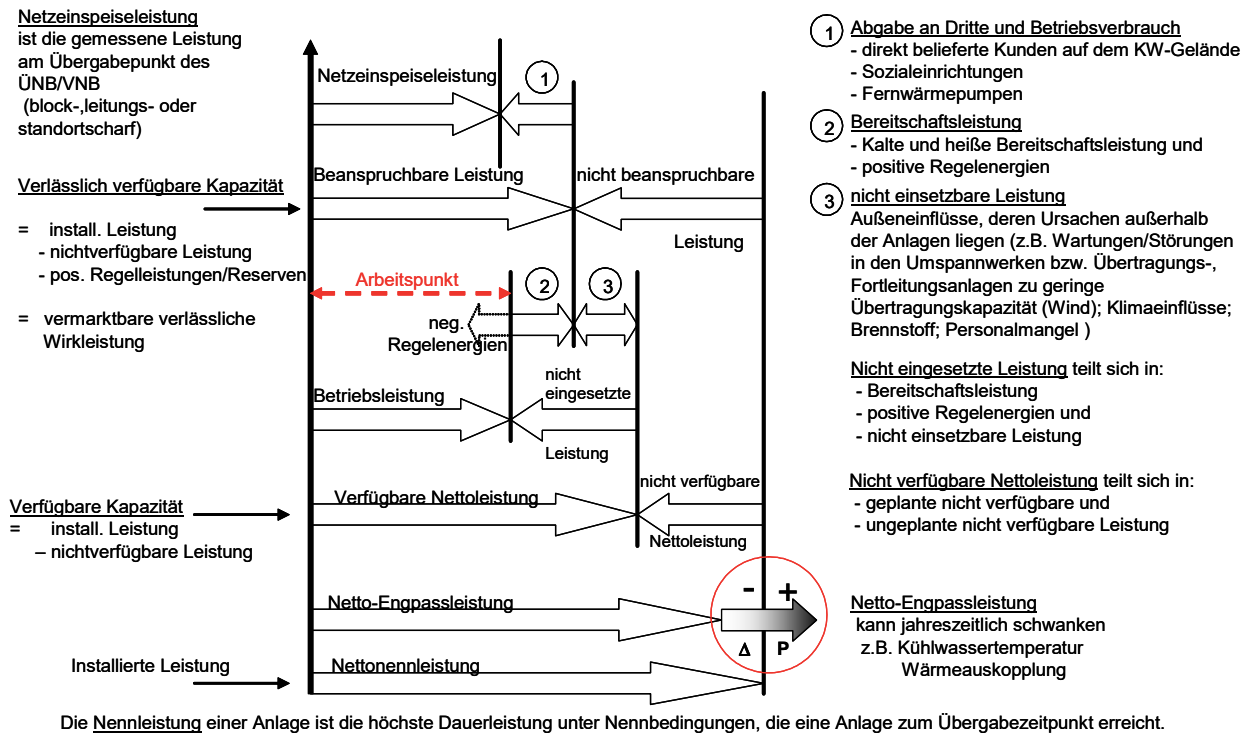 Netzeinspeiseleistung
ist die gemessene Leistung
am Übergabepunkt des
ÜNB/VNB
(block-,leitungs- oder
standortscharf)
Verlässlich verfügbare Kapazität
= install. Leistung
- nichtverfügbare Leistung
- pos. Regelleistungen/Reserven
= vermarktbare verlässliche
Wirkleistung
Verfügbare Kapazität
= install. Leistung
– nichtverfügbare Leistung
Installierte Leistung
Netzeinspeiseleistung
1
Beanspruchbare Leistung
nicht beanspruchbare
Leistung
Arbeitspunkt
2
3
neg.
Regelenergien
Betriebsleistung
nicht
eingesetzte
Leistung
Verfügbare Nettoleistung
nicht verfügbare
Nettoleistung
Netto-Engpassleistung
- +
Δ P
Nettonennleistung
1 Abgabe an Dritte und Betriebsverbrauch
- direkt belieferte Kunden auf dem KW-Gelände
- Sozialeinrichtungen
- Fernwärmepumpen
2 Bereitschaftsleistung
- Kalte und heiße Bereitschaftsleistung und
- positive Regelenergien
3 nicht einsetzbare Leistung
Außeneinflüsse, deren Ursachen außerhalb
der Anlagen liegen (z.B. Wartungen/Störungen
in den Umspannwerken bzw. Übertragungs-,
Fortleitungsanlagen zu geringe
Übertragungskapazität (Wind); Klimaeinflüsse;
Brennstoff; Personalmangel )
Nicht eingesetzte Leistung teilt sich in:
- Bereitschaftsleistung
- positive Regelenergien und
- nicht einsetzbare Leistung
Nicht verfügbare Nettoleistung teilt sich in:
- geplante nicht verfügbare und
- ungeplante nicht verfügbare Leistung
Netto-Engpassleistung
kann jahreszeitlich schwanken
z.B. Kühlwassertemperatur
Wärmeauskopplung
Die Nennleistung einer Anlage ist die höchste Dauerleistung unter Nennbedingungen, die eine Anlage zum Übergabezeitpunkt erreicht.